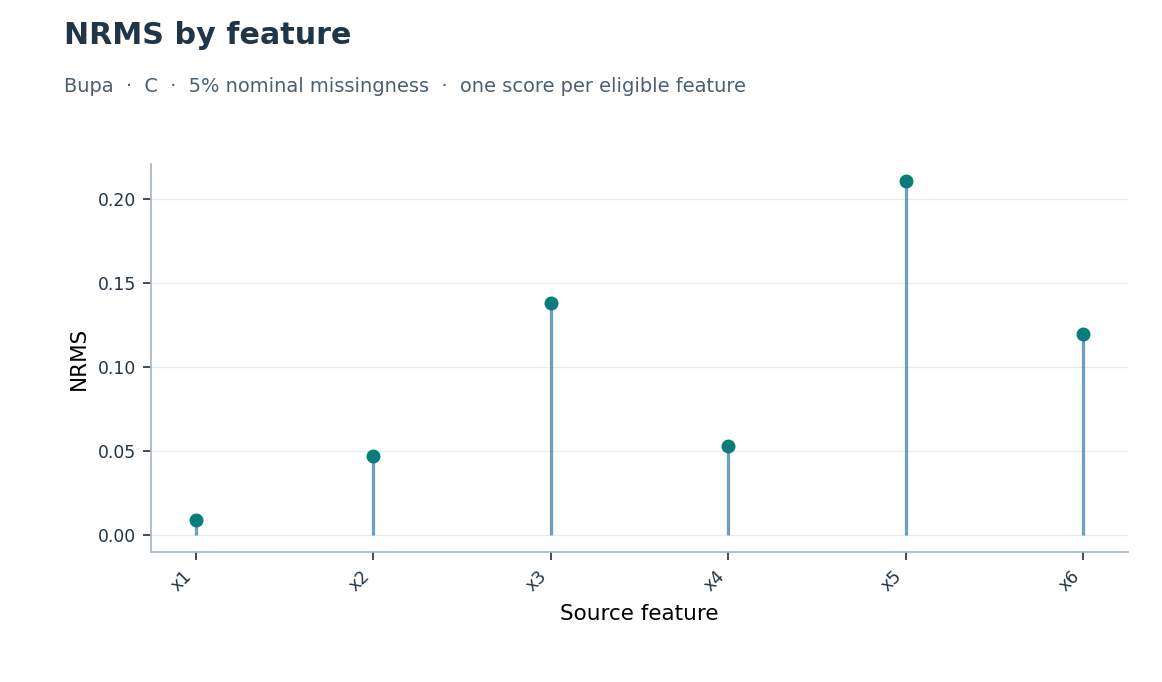 NRMS by feature
Bupa · C · 5% nominal missingness · one score per eligible feature
NRMS
0.20
0.15
0.10
0.05
0.00
x1 x2 x3 x4 x5 x6
Source feature